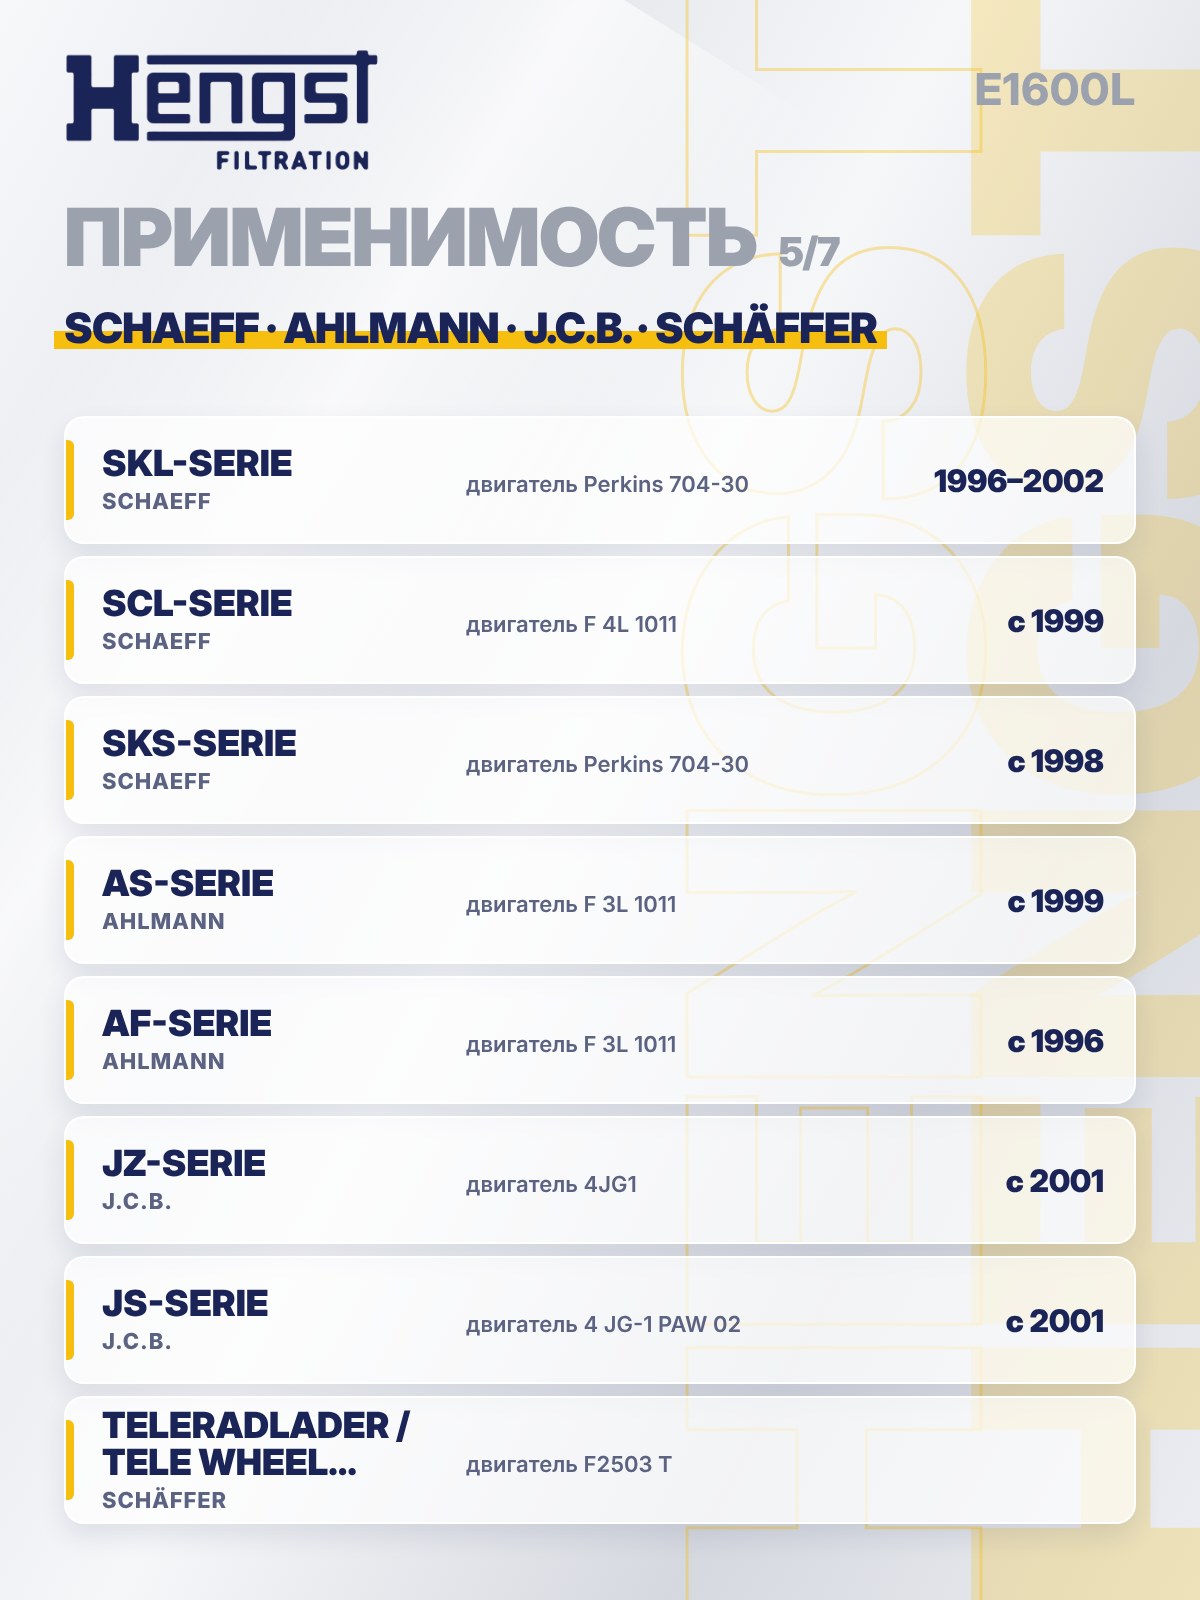 Hengst
FILTRATION
E1600L
ПРИМЕНИМОСТЬ 5/7
SCHAEFF · AHLMANN · J.C.B. · SCHÄFFER
SKL-SERIE
SCHAEFF
двигатель Perkins 704-30
1996–2002
SCL-SERIE
SCHAEFF
двигатель F 4L 1011
с 1999
SKS-SERIE
SCHAEFF
двигатель Perkins 704-30
с 1998
AS-SERIE
AHLMANN
двигатель F 3L 1011
с 1999
AF-SERIE
AHLMANN
двигатель F 3L 1011
с 1996
JZ-SERIE
J.C.B.
двигатель 4JG1
с 2001
JS-SERIE
J.C.B.
двигатель 4 JG-1 PAW 02
с 2001
TELERADLADER /
TELE WHEEL...
SCHÄFFER
двигатель F2503 T
HENGST
HENGST